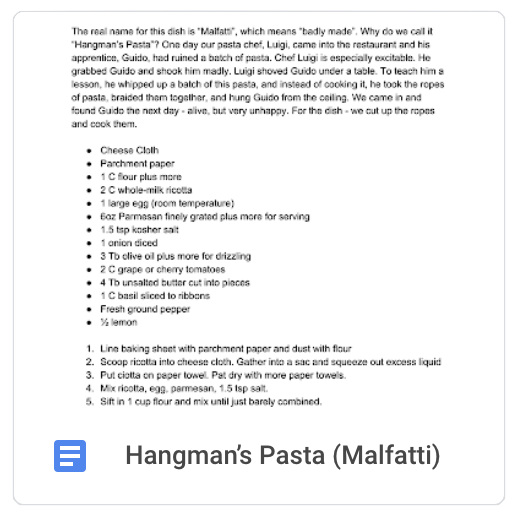 The real name for this dish is "Malfatti", which means "badly made". Why do we call it
"Hangman's Pasta"? One day our pasta chef, Luigi, came into the restaurant and his
apprentice, Guido, had ruined a batch of pasta. Chef Luigi is especially excitable. He
grabbed Guido and shook him madly. Luigi shoved Guido under a table. To teach him a
lesson, he whipped up a batch of this pasta, and instead of cooking it, he took the ropes
of pasta, braided them together, and hung Guido from the ceiling. We came in and
found Guido the next day - alive, but very unhappy. For the dish - we cut up the ropes
and cook them.
● Cheese Cloth
● Parchment paper
● 1 C flour plus more
● 2 C whole-milk ricotta
● 1 large egg (room temperature)
● 6oz Parmesan finely grated plus more for serving
● 1.5 tsp kosher salt
● 1 onion diced
● 3 Tb olive oil plus more for drizzling
● 2 C grape or cherry tomatoes
● 4 Tb unsalted butter cut into pieces
● 1 C basil sliced to ribbons
● Fresh ground pepper
● ½ lemon
1. Line baking sheet with parchment paper and dust with flour
2. Scoop ricotta into cheese cloth. Gather into a sac and squeeze out excess liquid
3. Put ciotta on paper towel. Pat dry with more paper towels.
4. Mix ricotta, egg, parmesan, 1.5 tsp salt.
5. Sift in 1 cup flour and mix until just barely combined.
Hangman's Pasta (Malfatti)